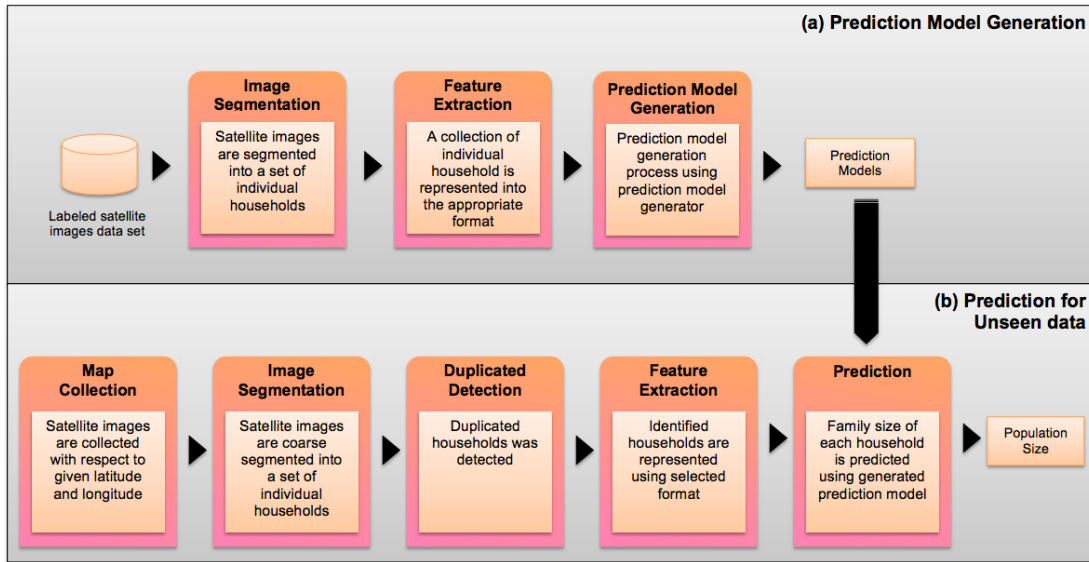 (a) Prediction Model Generation
Image
Segmentation
Satellite images
are segmented
into a set of
individual
households
Feature
Extraction
A collection of
individual
household is
represented into
the appropriate
format
Prediction Model
Generation
Prediction model
generation
process using
prediction model
generator
Prediction
Models
Labeled satellite
images data set
(b) Prediction for
Unseen data
Map
Collection
Satellite images
are collected
with respect to
given latitude
and longitude
Image
Segmentation
Satellite images
are coarse
segmented into
a set of
individual
households
Duplicated
Detection
Duplicated
households was
detected
Feature
Extraction
Identified
households are
represented
using selected
format
Prediction
Family size of
each household
is predicted
using generated
prediction model
Population
Size